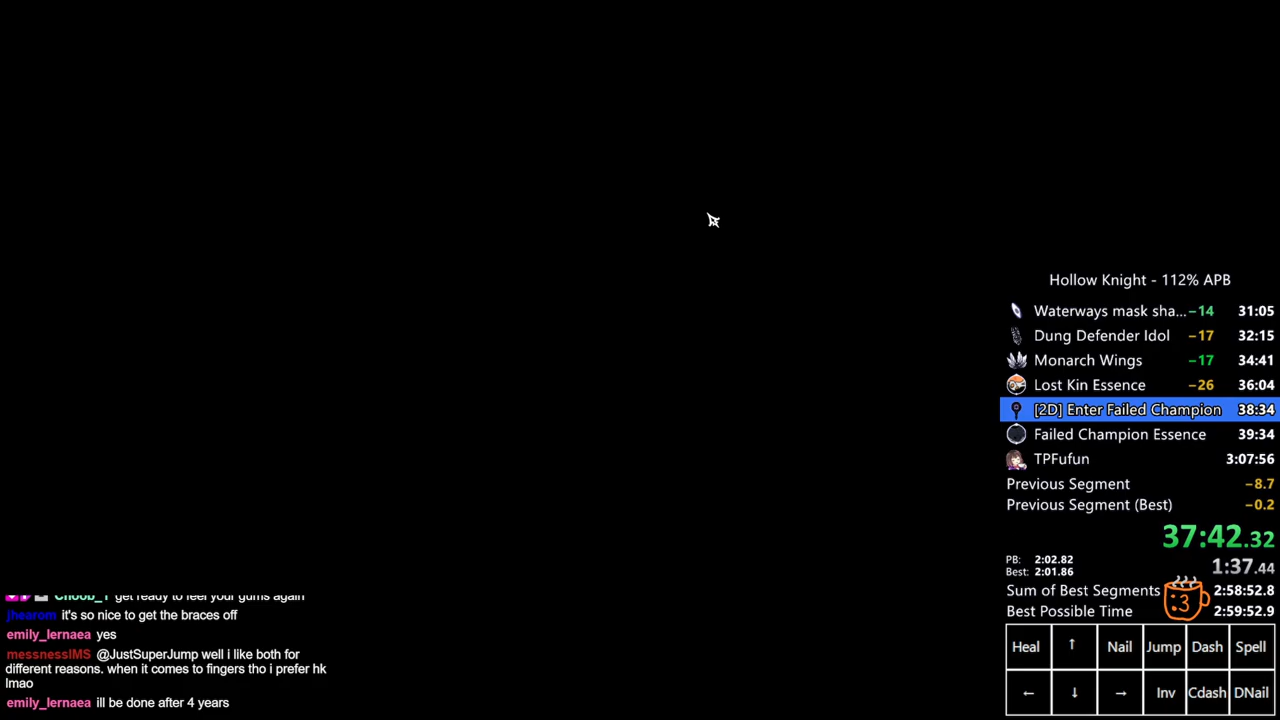 Hollow Knight - 112% APB
Waterways mask sha... −14 31:05
Dung Defender Idol −17 32:15
Monarch Wings −17 34:41
Lost Kin Essence −26 36:04
[2D] Enter Failed Champion 38:34
Failed Champion Essence 39:34
TPFufun 3:07:56
Previous Segment −8.7
Previous Segment (Best) −0.2
37:42.32
PB: 2:02.82
Best: 2:01.86
1:37.44
Sum of Best Segments 2:58:52.8
Best Possible Time 2:59:52.9
:3
Heal ↑ Nail Jump Dash Spell
← ↓ → Inv Cdash DNail
get ready to feel your gums again
jhearom it's so nice to get the braces off
emily_lernaea yes
messnessIMS @JustSuperJump well i like both for
different reasons. when it comes to fingers tho i prefer hk
lmao
emily_lernaea ill be done after 4 years